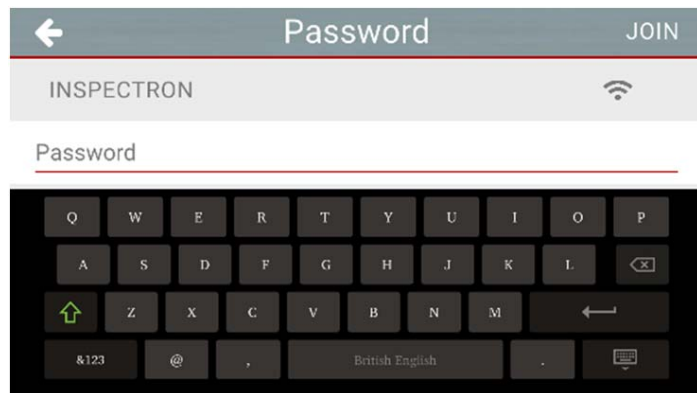 Password JOIN
INSPECTRON
Password
Q W E R T Y U I O P
A S D F G H J K L
Z X C V B N M
&123 @ , British English .